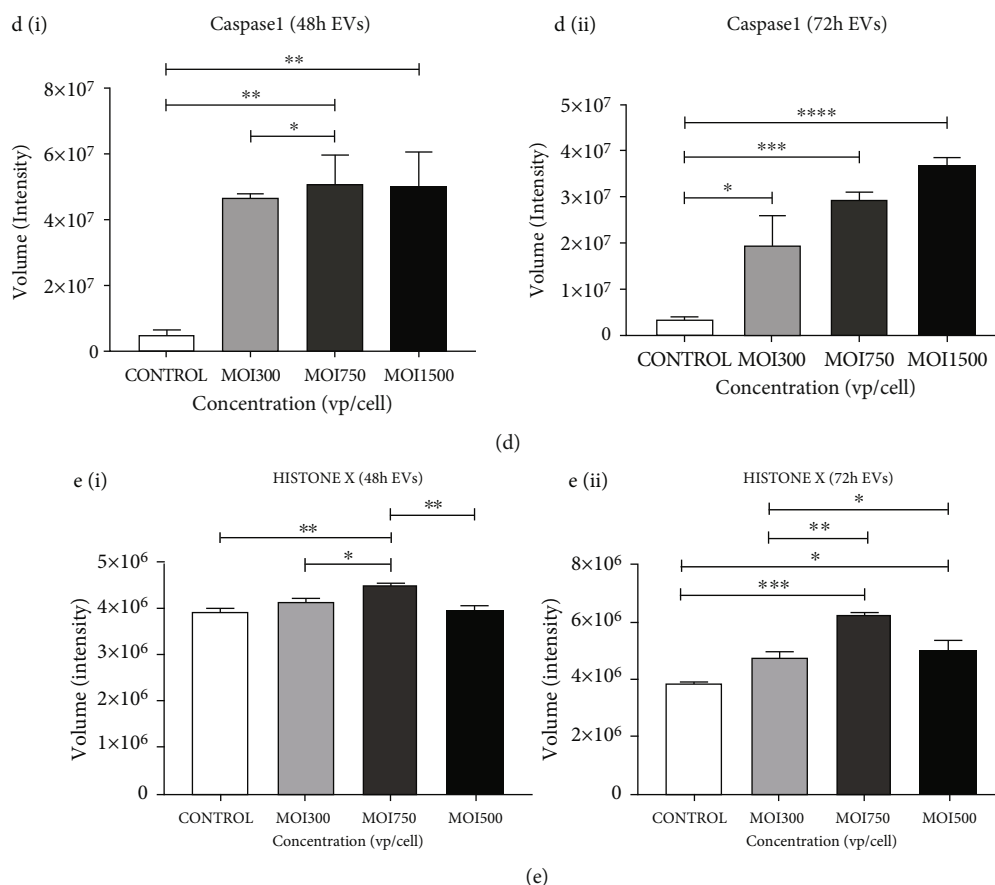 d (i)
Caspase1 (48h EVs)
**
**
*
8×10⁷
6×10⁷
4×10⁷
2×10⁷
0
Volume (Intensity)
CONTROL MOI300 MOI750 MOI1500
Concentration (vp/cell)
d (ii)
Caspase1 (72h EVs)
****
***
*
5×10⁷
4×10⁷
3×10⁷
2×10⁷
1×10⁷
0
Volume (Intensity)
CONTROL MOI300 MOI750 MOI1500
Concentration (vp/cell)
(d)
e (i)
HISTONE X (48h EVs)
**
**
*
5×10⁶
4×10⁶
3×10⁶
2×10⁶
1×10⁶
0
Volume (intensity)
CONTROL MOI300 MOI750 MOI500
Concentration (vp/cell)
e (ii)
HISTONE X (72h EVs)
*
**
*
***
8×10⁶
6×10⁶
4×10⁶
2×10⁶
0
Volume (intensity)
CONTROL MOI300 MOI750 MOI500
Concentration (vp/cell)
(e)